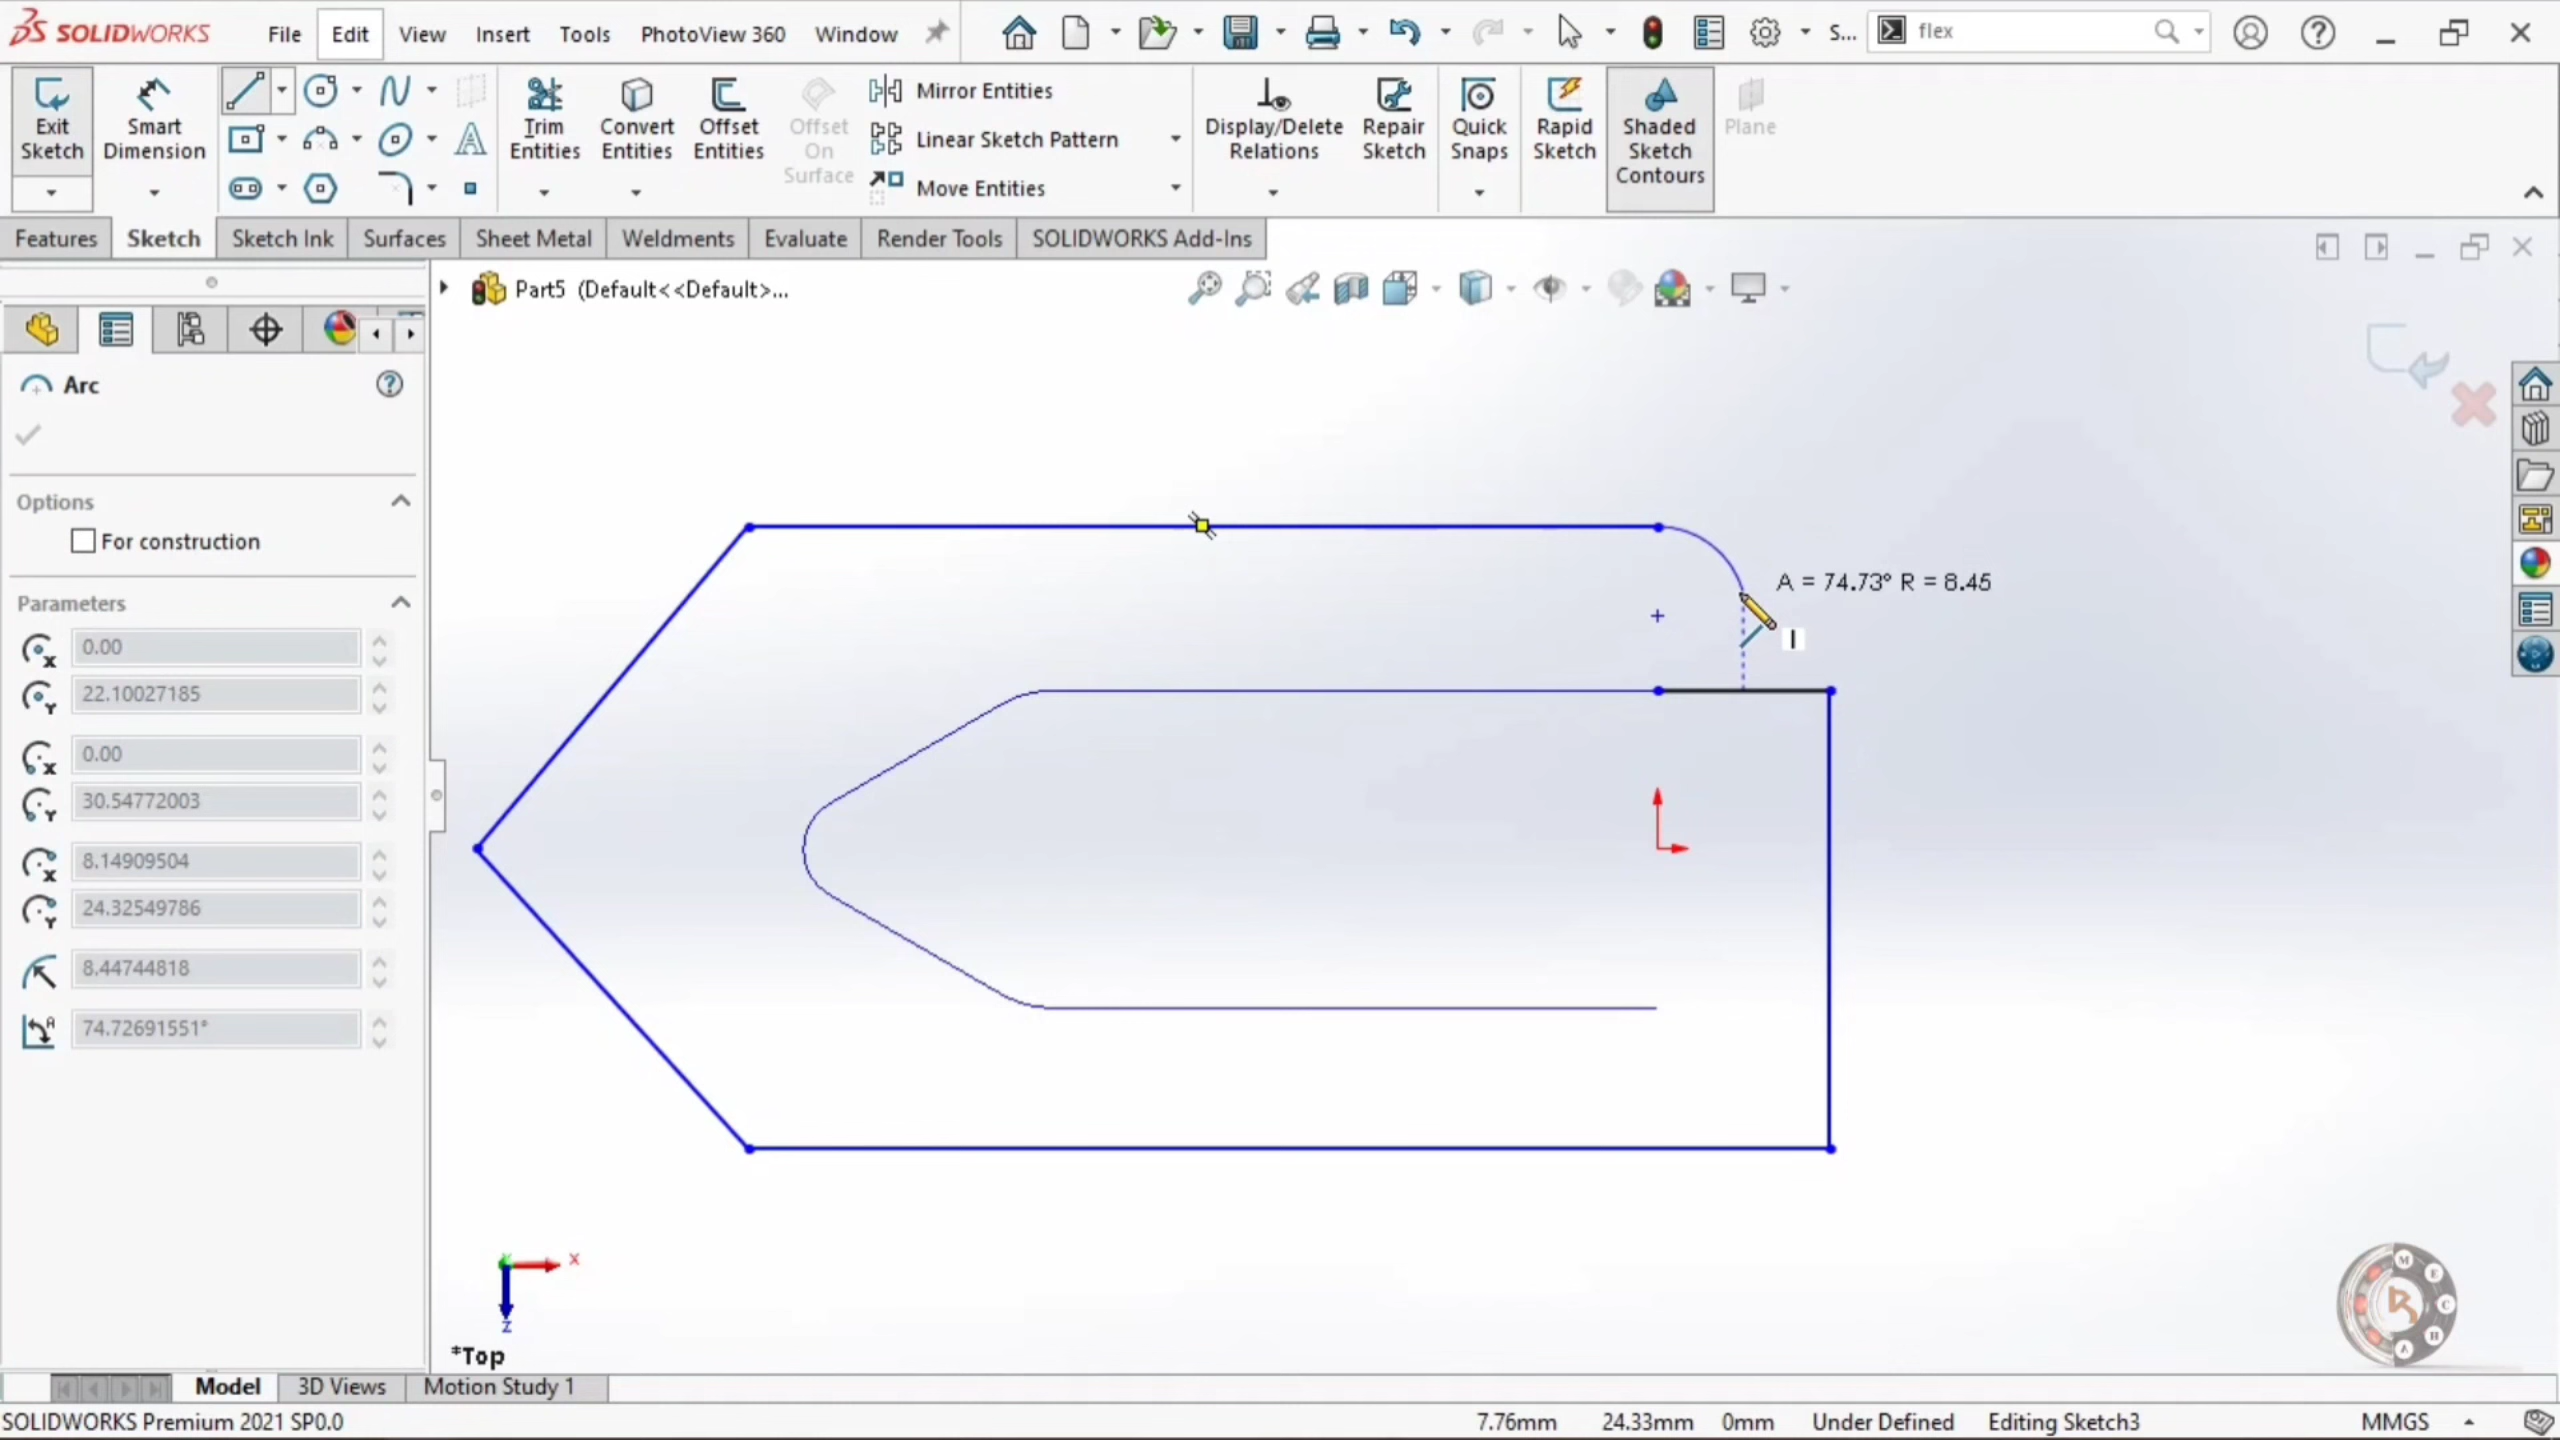 SOLIDWORKS
File Edit View Insert Tools PhotoView 360 Window
S...
flex
Exit Sketch
Smart Dimension
Trim Entities
Convert Entities
Offset Entities
Offset On Surface
Mirror Entities
Linear Sketch Pattern
Move Entities
Display/Delete Relations
Repair Sketch
Quick Snaps
Rapid Sketch
Shaded Sketch Contours
Plane
Features Sketch Sketch Ink Surfaces Sheet Metal Weldments Evaluate Render Tools SOLIDWORKS Add-Ins
Part5 (Default<<Default>...
Arc
Options
For construction
Parameters
0.00
22.10027185
0.00
30.54772003
8.14909504
24.32549786
8.44744818
74.72691551°
A = 74.73° R = 8.45
X
Z
*Top
M
E
C
H
A
Model 3D Views Motion Study 1
SOLIDWORKS Premium 2021 SP0.0
7.76mm 24.33mm 0mm Under Defined Editing Sketch3 MMGS